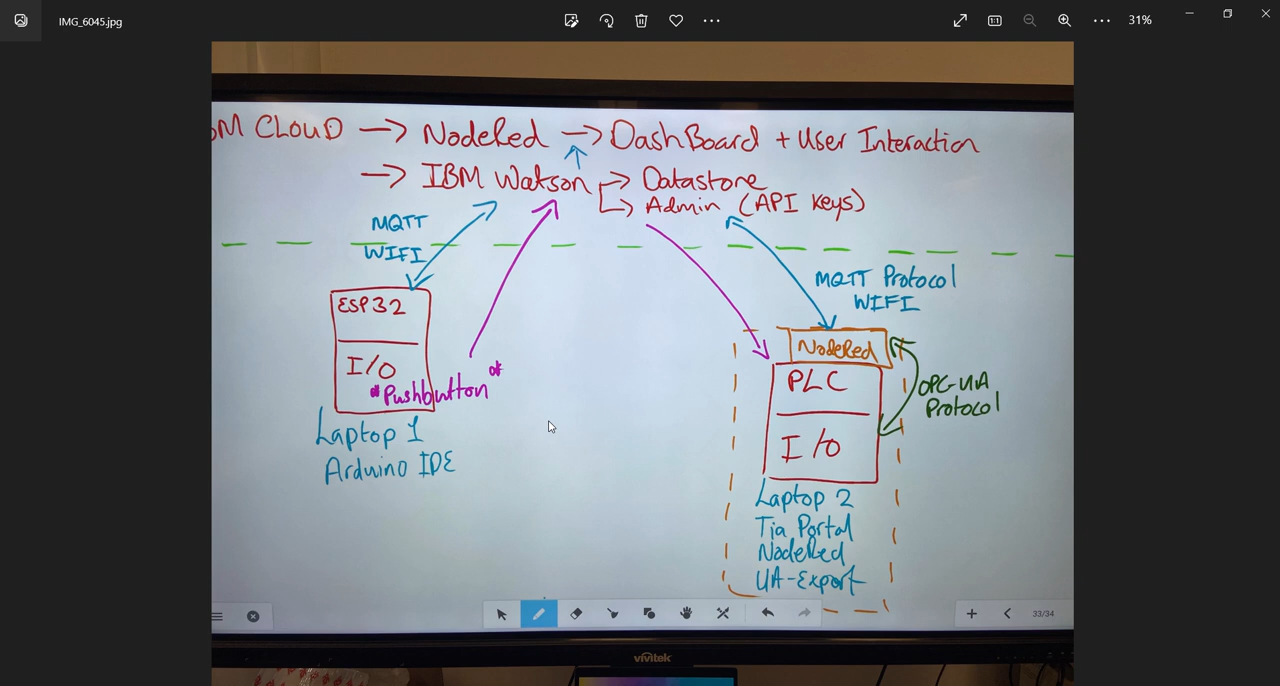 IMG_6045.jpg
31%
BM CLOUD → NodeRed → DashBoard + User Interaction
→ IBM Watson → Datastore
→ Admin (API Keys)
MQTT
WIFI
MQTT Protocol
WIFI
ESP32
I/O
*Pushbutton*
Laptop 1
Arduino IDE
NodeRed
PLC
I/O
OPC-UA
Protocol
Laptop 2
Tia Portal
NodeRed
UA-Export
33/34
vivitek